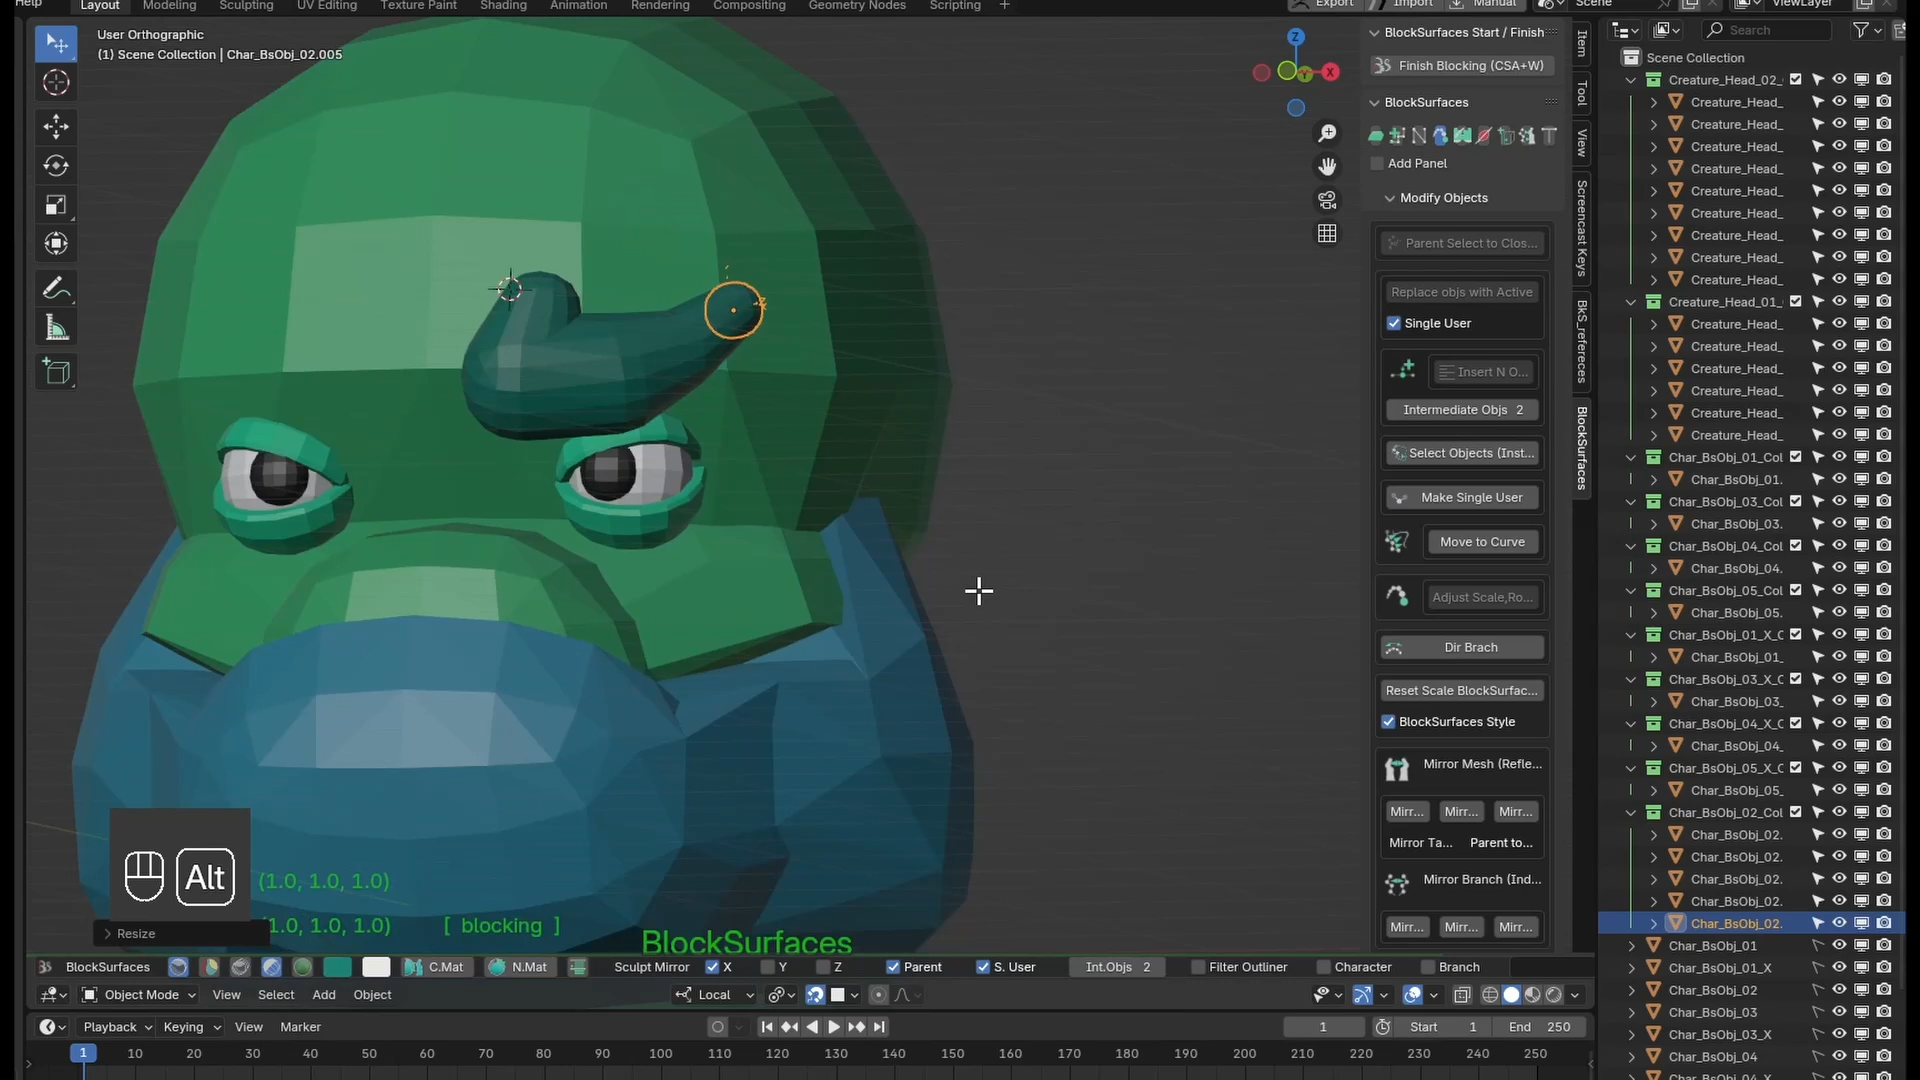 Help Layout Modeling Sculpting UV Editing Texture Paint Shading Animation Rendering Compositing Geometry Nodes Scripting + Export Import Manual Scene ViewLayer
User Orthographic
(1) Scene Collection | Char_BsObj_02.005
Z
X
BlockSurfaces Start / Finish
Finish Blocking (CSA+W)
BlockSurfaces
Add Panel
Modify Objects
Parent Select to Clos...
Replace objs with Active
Single User
Insert N O...
Intermediate Objs 2
Select Objects (Inst...
Make Single User
Move to Curve
Adjust Scale,Ro...
Dir Brach
Reset Scale BlockSurfac...
BlockSurfaces Style
Mirror Mesh (Refle...
Mirr... Mirr... Mirr...
Mirror Ta... Parent to...
Mirror Branch (Ind...
Mirr... Mirr... Mirr...
Item
Tool
View
Screencast Keys
BkS_references
BlockSurfaces
Search
Scene Collection
Creature_Head_02_
Creature_Head_
Creature_Head_
Creature_Head_
Creature_Head_
Creature_Head_
Creature_Head_
Creature_Head_
Creature_Head_
Creature_Head_
Creature_Head_01_
Creature_Head_
Creature_Head_
Creature_Head_
Creature_Head_
Creature_Head_
Creature_Head_
Char_BsObj_01_Col
Char_BsObj_01.
Char_BsObj_03_Col
Char_BsObj_03.
Char_BsObj_04_Col
Char_BsObj_04.
Char_BsObj_05_Col
Char_BsObj_05.
Char_BsObj_01_X_C
Char_BsObj_01_
Char_BsObj_03_X_C
Char_BsObj_03_
Char_BsObj_04_X_C
Char_BsObj_04_
Char_BsObj_05_X_C
Char_BsObj_05_
Char_BsObj_02_Col
Char_BsObj_02.
Char_BsObj_02.
Char_BsObj_02.
Char_BsObj_02.
Char_BsObj_02.
Char_BsObj_01
Char_BsObj_01_X
Char_BsObj_02
Char_BsObj_03
Char_BsObj_03_X
Char_BsObj_04
Char_BsObj_04_X
Alt
(1.0, 1.0, 1.0)
1.0, 1.0, 1.0) [ blocking ]
Resize
BlockSurfaces
BlockSurfaces C.Mat N.Mat Sculpt Mirror X Y Z Parent S. User Int.Objs 2 Filter Outliner Character Branch
Object Mode View Select Add Object Local
Playback Keying View Marker 1 Start 1 End 250
1 10 20 30 40 50 60 70 80 90 100 110 120 130 140 150 160 170 180 190 200 210 220 230 240 250